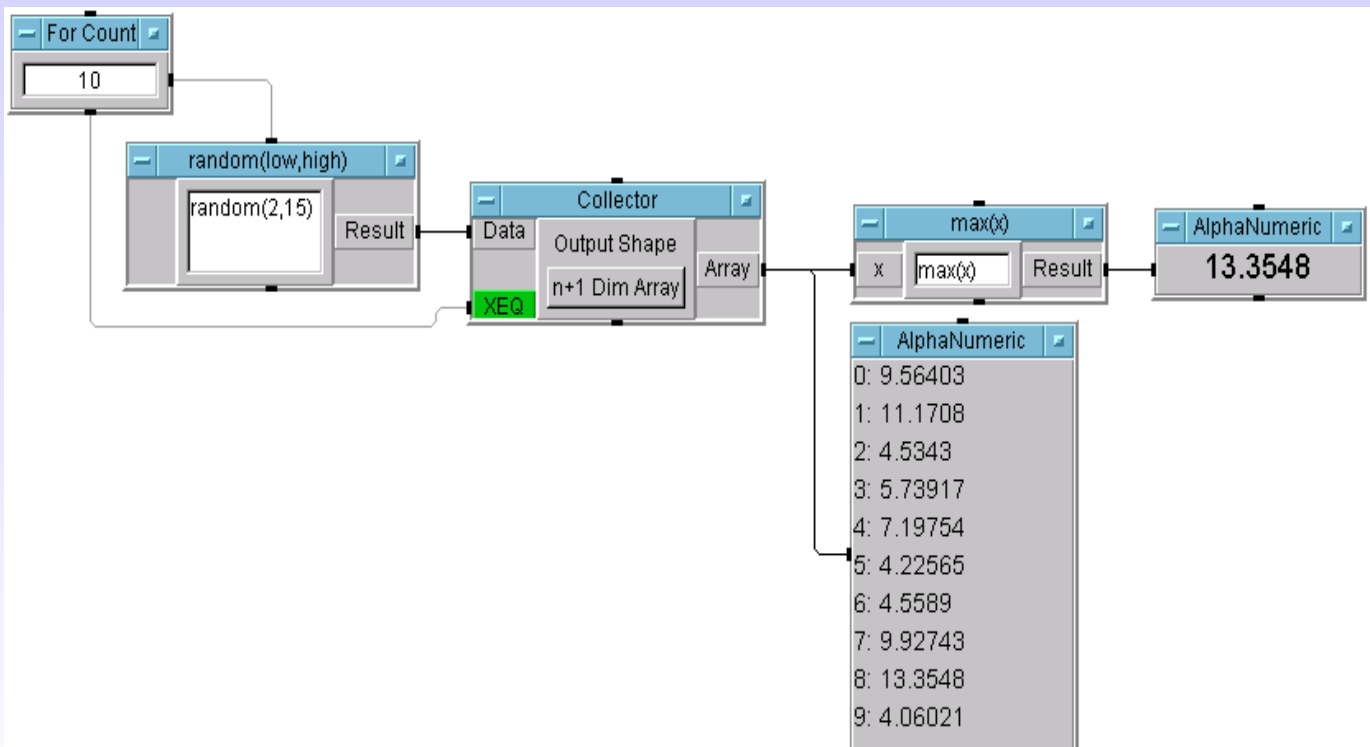 For Count
10
random(low,high)
random(2,15)
Result
Collector
Data
Output Shape
n+1 Dim Array
Array
XEQ
max(x)
x
max(x)
Result
AlphaNumeric
13.3548
AlphaNumeric
0: 9.56403
1: 11.1708
2: 4.5343
3: 5.73917
4: 7.19754
5: 4.22565
6: 4.5589
7: 9.92743
8: 13.3548
9: 4.06021